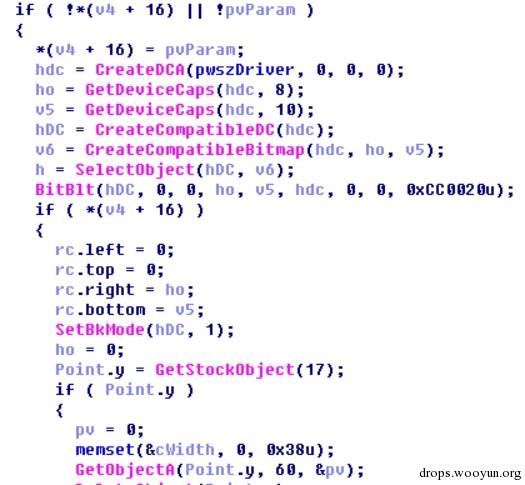 if ( !*(v4 + 16) || !pvParam )
{
*(v4 + 16) = pvParam;
hdc = CreateDCA(pwszDriver, 0, 0, 0);
ho = GetDeviceCaps(hdc, 8);
v5 = GetDeviceCaps(hdc, 10);
hDC = CreateCompatibleDC(hdc);
v6 = CreateCompatibleBitmap(hdc, ho, v5);
h = SelectObject(hDC, v6);
BitBlt(hDC, 0, 0, ho, v5, hdc, 0, 0, 0xCC0020u);
if ( *(v4 + 16) )
{
rc.left = 0;
rc.top = 0;
rc.right = ho;
rc.bottom = v5;
SetBkMode(hDC, 1);
ho = 0;
Point.y = GetStockObject(17);
if ( Point.y )
{
pv = 0;
memset(&cWidth, 0, 0x38u);
GetObjectA(Point.y, 60, &pv);
drops.wooyun.org